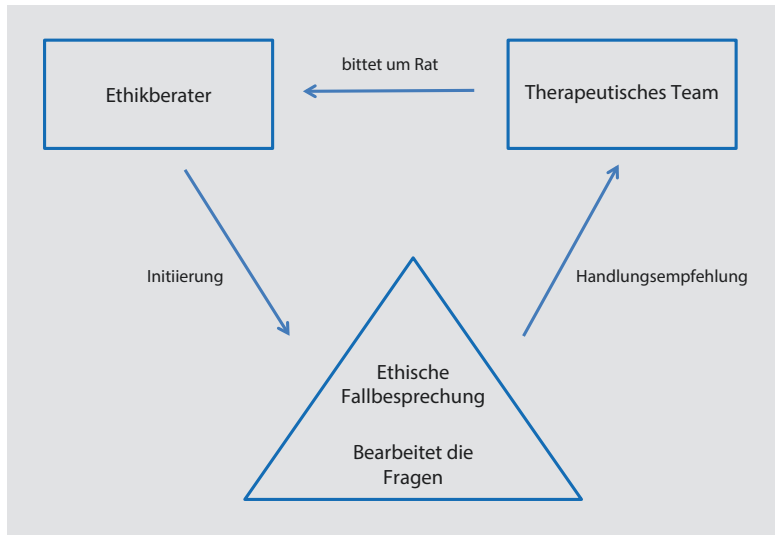 bittet um Rat
Ethikberater
Therapeutisches Team
Initiierung
Handlungsempfehlung
Ethische
Fallbesprechung
Bearbeitet die
Fragen